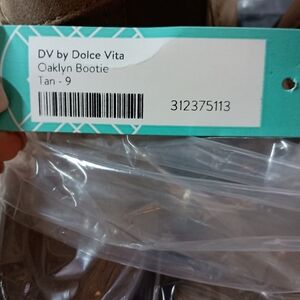 DV by Dolce Vita
Oaklyn Bootie
Tan - 9
312375113